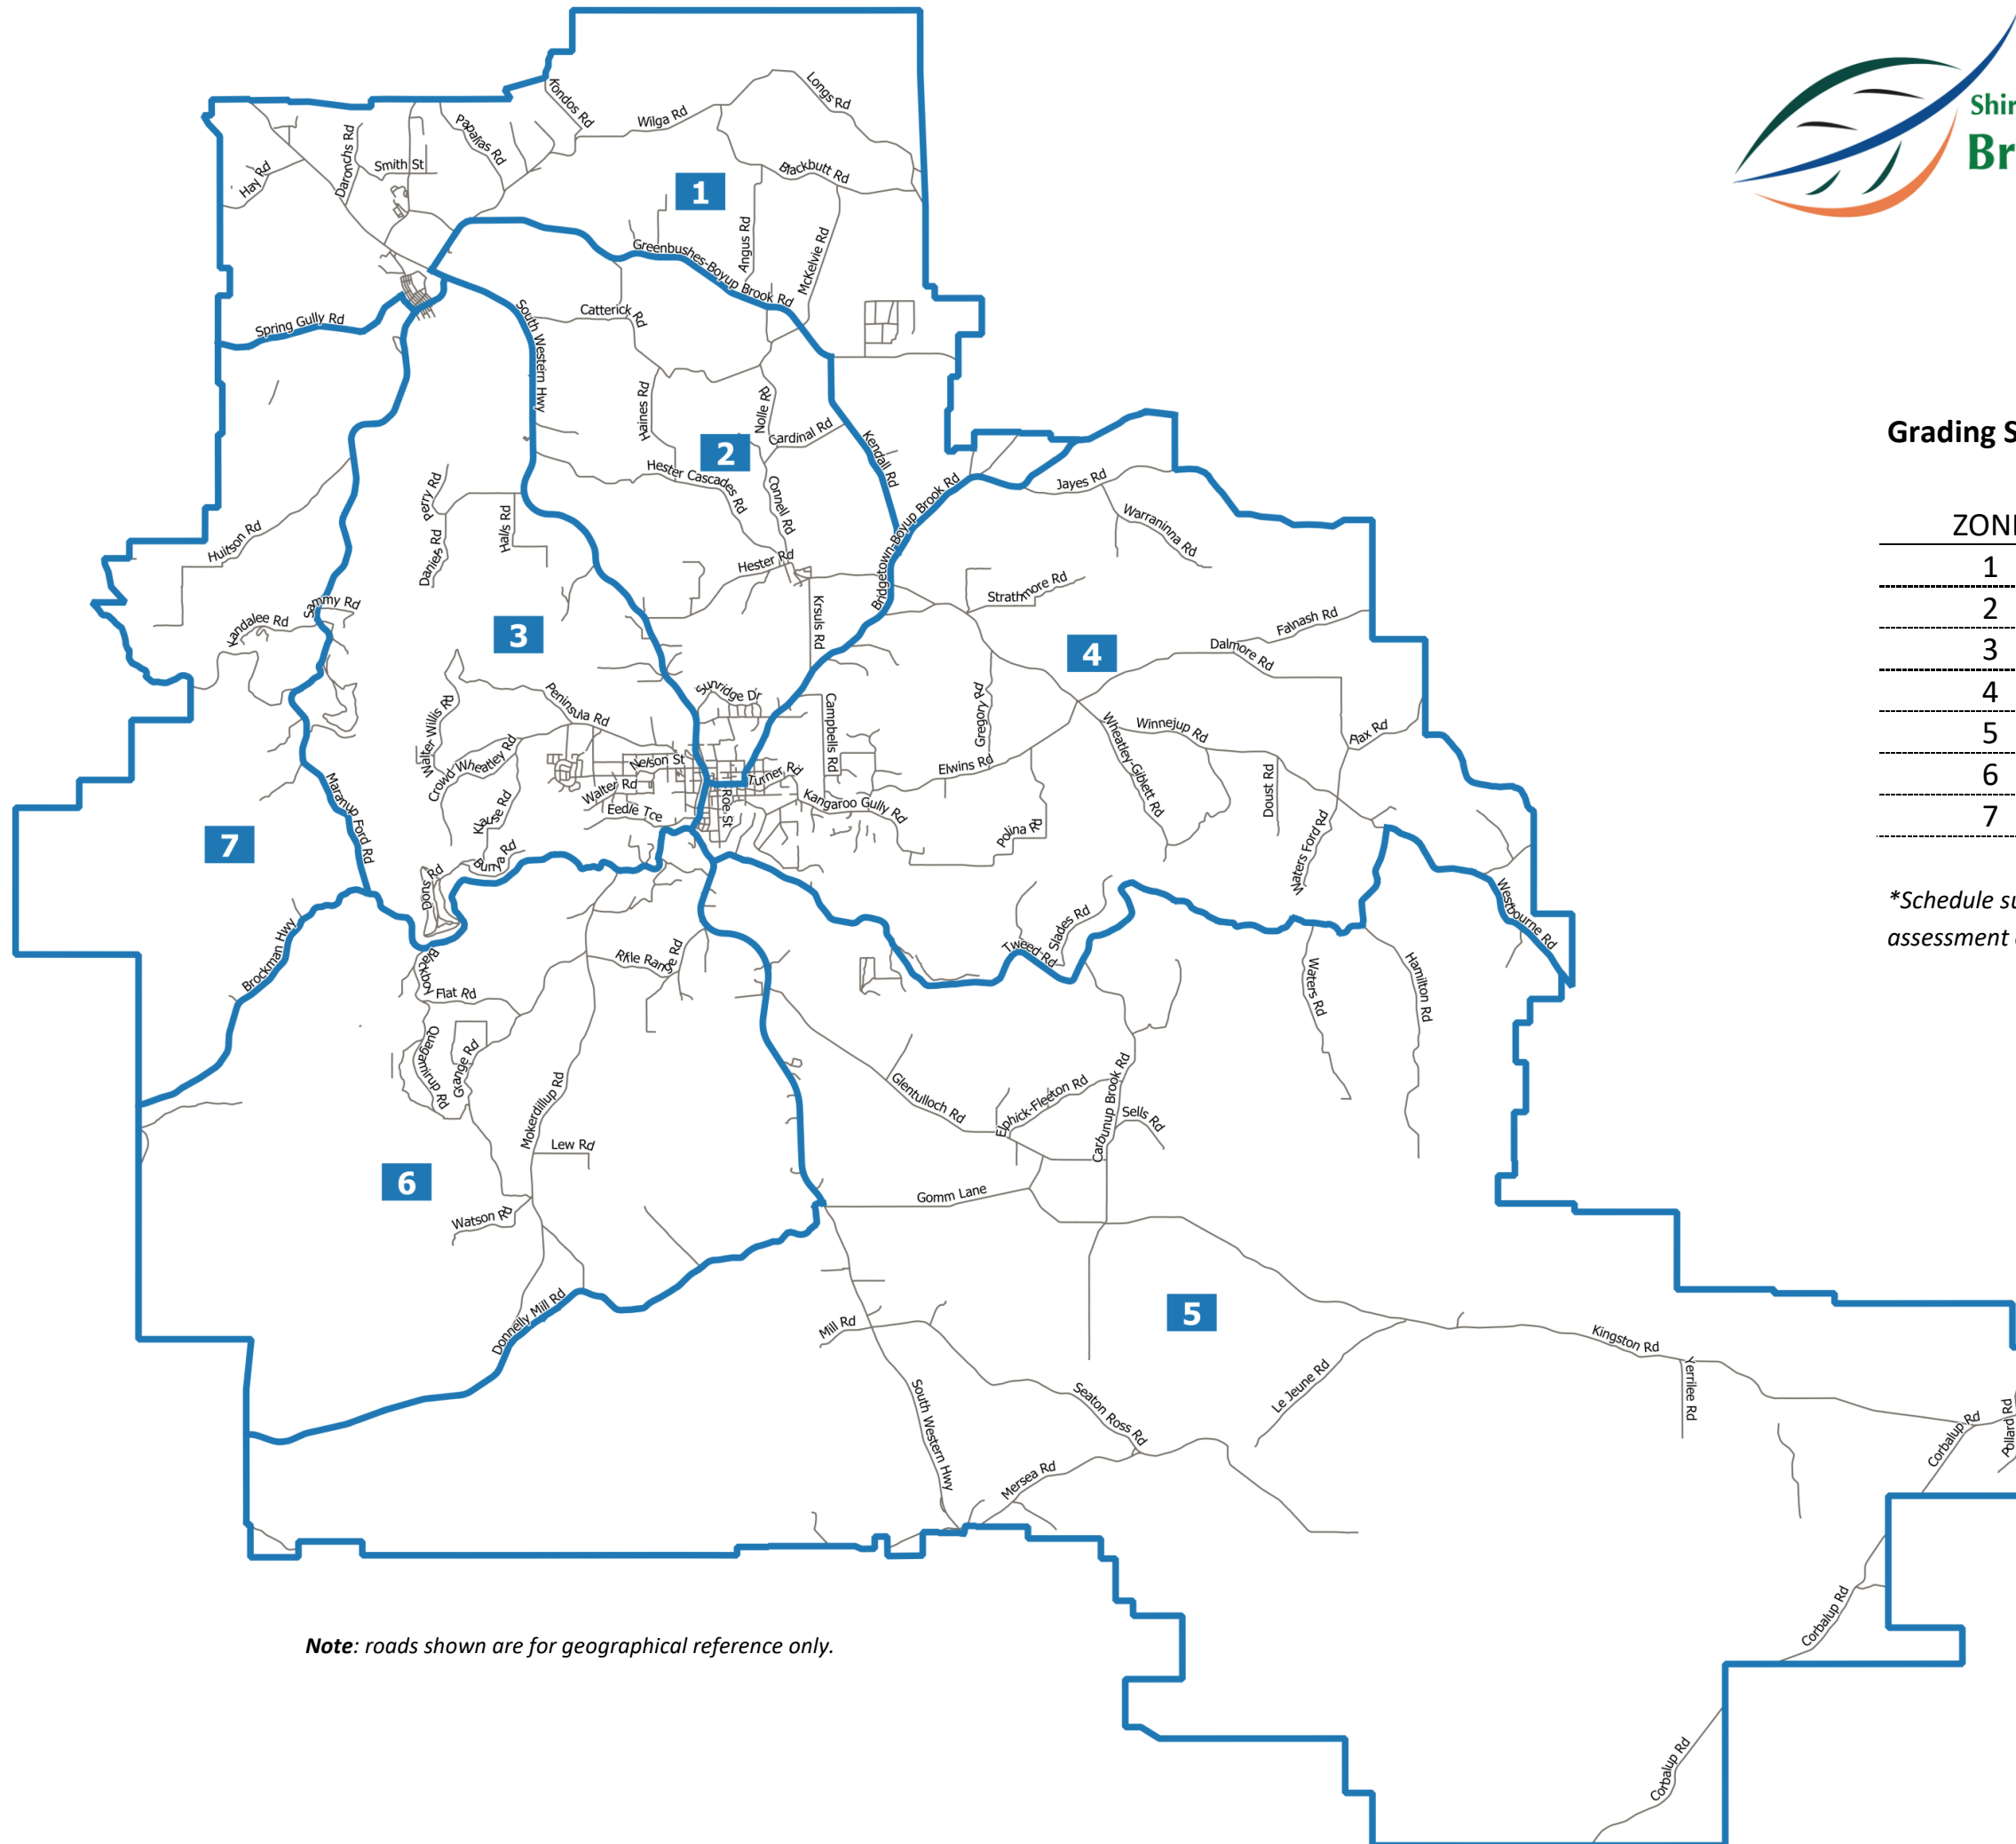 Shir
Br
Grading S
ZONE
1
2
3
4
5
6
7
*Schedule su
assessment
Kondos Rd
Longs Rd
Wilga Rd
Papalias Rd
Daronchs Rd
Smith St
Hay Rd
Blackbutt Rd
1
Angus Rd
McKelvie Rd
Greenbushes-Boyup Brook Rd
Spring Gully Rd
South Western Hwy
Catterick Rd
Haines Rd
Nolle Rd
Cardinal Rd
Kendall Rd
2
Hester Cascades Rd
Connell Rd
Perry Rd
Halls Rd
Daniels Rd
Bridgetown-Boyup Brook Rd
Jayes Rd
Warraninna Rd
Huitson Rd
Hester Rd
Strathmore Rd
Sammy Rd
Kandalee Rd
Krsuls Rd
3
4
Falnash Rd
Dalmore Rd
Sunridge Dr
Peninsula Rd
Walter Willis Rd
Campbells Rd
Gregory Rd
Winnejup Rd
Flax Rd
Wheatley-Giblett Rd
Crowd Wheatley Rd
Nelson St
Turner Rd
Elwins Rd
Walter Rd
Roe St
Kangaroo Gully Rd
Doust Rd
Eedle Tce
Klause Rd
Polina Rd
Maranup Ford Rd
7
Burrye Rd
Waters Ford Rd
Dons Rd
Westbourne Rd
Slades Rd
Tweed Rd
Brockman Hwy
Blackboy
Flat Rd
Rifle Range Rd
Waters Rd
Hamilton Rd
Quagamirup Rd
Grange Rd
Mokerdillup Rd
Glentulloch Rd
Elphick-Fleeton Rd
Carbunup Brook Rd
Sells Rd
Lew Rd
6
Gomm Lane
Watson Rd
Donnelly Mill Rd
5
Mill Rd
Kingston Rd
Yerrilee Rd
Le Jeune Rd
Seaton Ross Rd
South Western Hwy
Mersea Rd
Corbalup Rd
Pollard Rd
Corbalup Rd
Corbalup Rd
Note: roads shown are for geographical reference only.